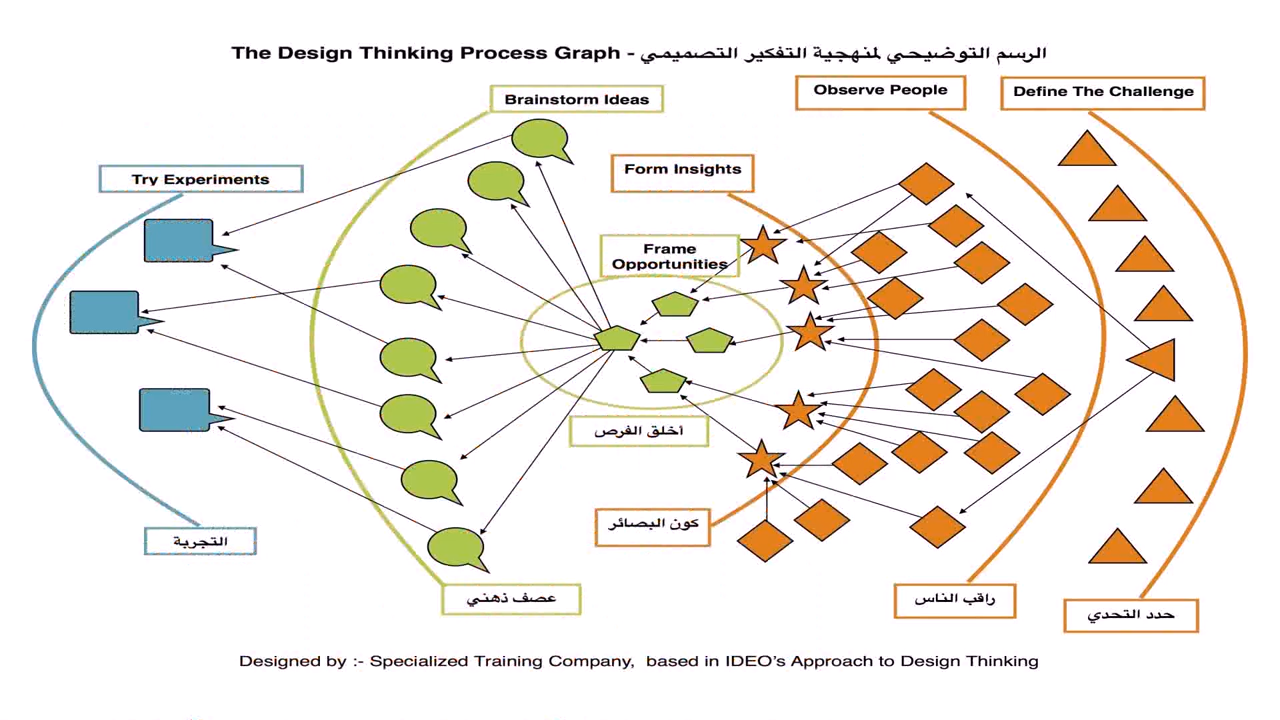 The Design Thinking Process Graph - الرسم التوضيحي لمنهجية التفكير التصميمي
Define The Challenge
Observe People
Brainstorm Ideas
Form Insights
Try Experiments
Frame
Opportunities
أخلق الفرص
كون البصائر
التجربة
عصف ذهني
راقب الناس
حدد التحدي
Designed by :- Specialized Training Company, based in IDEO's Approach to Design Thinking